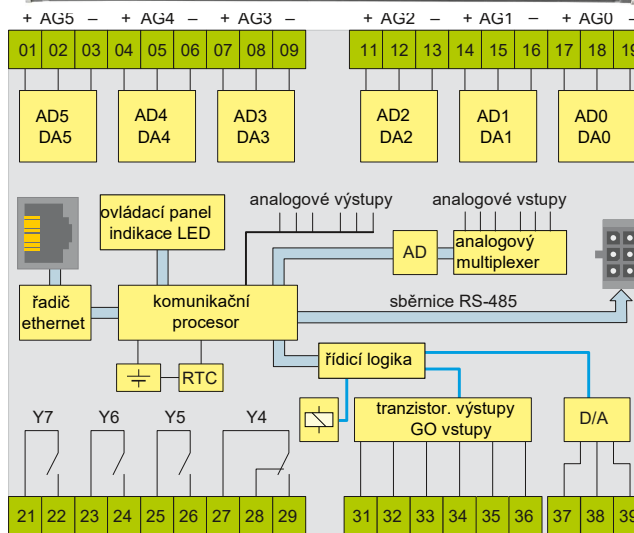 + AG5 – + AG4 – + AG3 – + AG2 – + AG1 – + AG0 –
01 02 03 04 05 06 07 08 09 11 12 13 14 15 16 17 18 19
AD5
DA5
AD4
DA4
AD3
DA3
AD2
DA2
AD1
DA1
AD0
DA0
ovládací panel
indikace LED
analogové výstupy
analogové vstupy
AD
analogový
multiplexer
řadič
ethernet
komunikační
procesor
sběrnice RS-485
RTC
řídicí logika
Y7 Y6 Y5 Y4
tranzistor. výstupy
GO vstupy
D/A
21 22 23 24 25 26 27 28 29 31 32 33 34 35 36 37 38 39